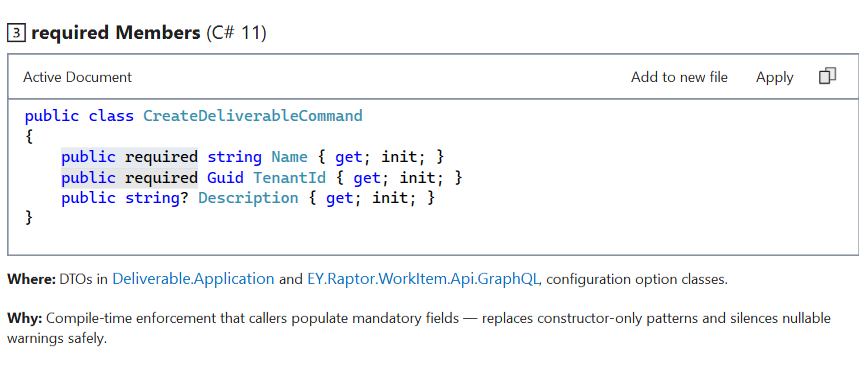 3 required Members (C# 11)
Active Document Add to new file Apply
public class CreateDeliverableCommand
{
    public required string Name { get; init; }
    public required Guid TenantId { get; init; }
    public string? Description { get; init; }
}
Where: DTOs in Deliverable.Application and EY.Raptor.WorkItem.Api.GraphQL, configuration option classes.
Why: Compile-time enforcement that callers populate mandatory fields — replaces constructor-only patterns and silences nullable
warnings safely.